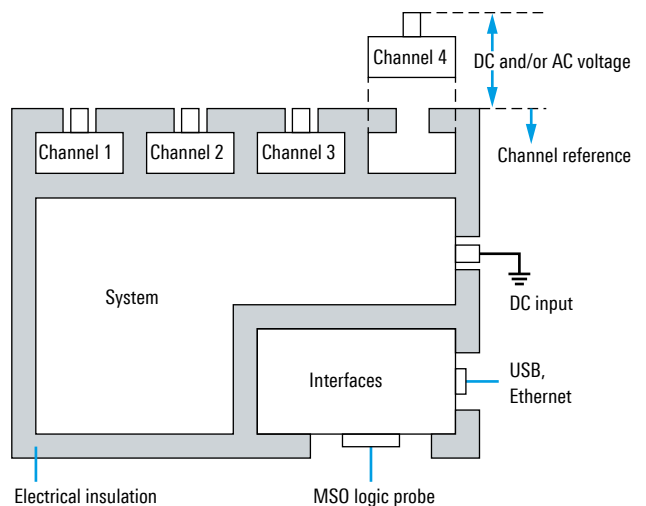 Channel 4
DC and/or AC voltage
Channel 1
Channel 2
Channel 3
Channel reference
System
DC input
Interfaces
USB,
Ethernet
Electrical insulation
MSO logic probe